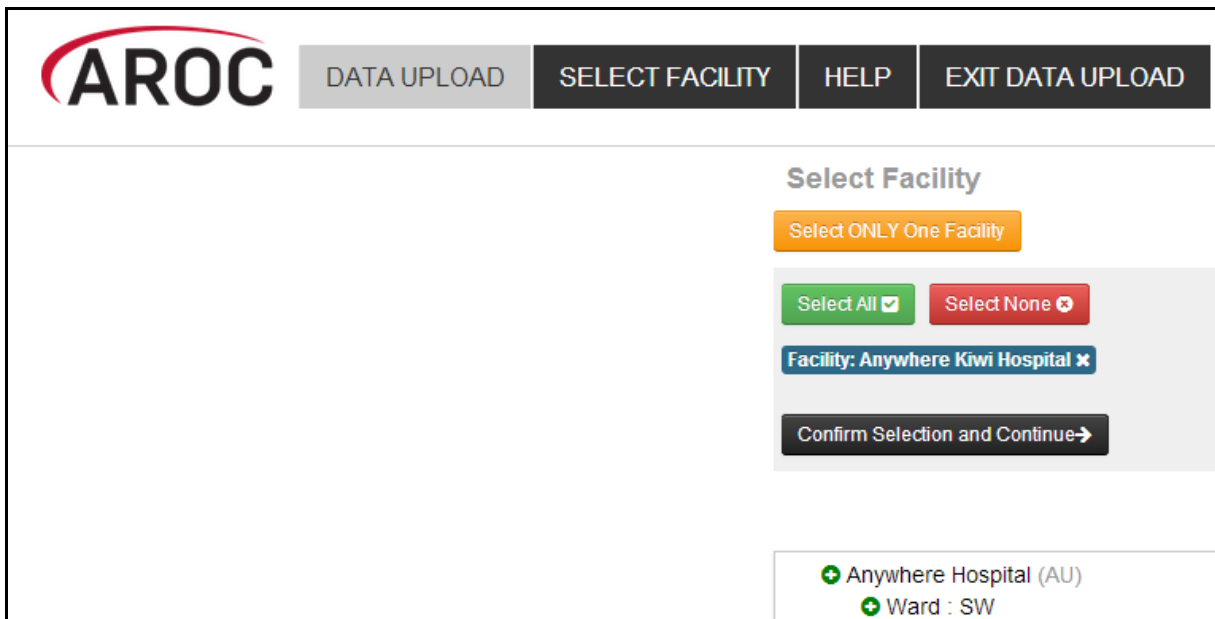 AROC DATA UPLOAD SELECT FACILITY HELP EXIT DATA UPLOAD
Select Facility
Select ONLY One Facility
Select All Select None
Facility: Anywhere Kiwi Hospital
Confirm Selection and Continue
Anywhere Hospital (AU)
Ward : SW